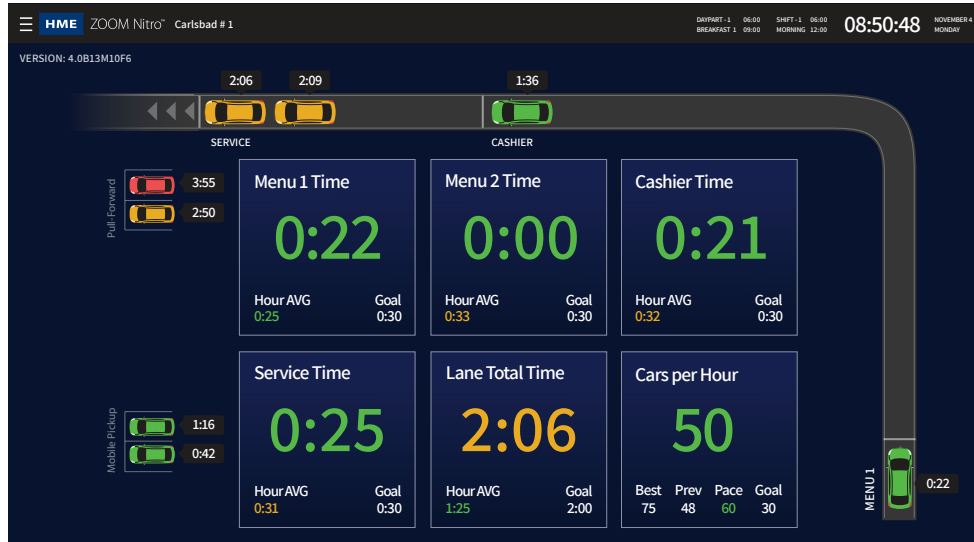 HME ZOOM Nitro™ Carlsbad # 1
DAYPART - 1 06:00 SHIFT - 1 06:00
BREAKFAST 1 09:00 MORNING 12:00
08:50:48
NOVEMBER 4
MONDAY
VERSION: 4.0B13M10F6
2:06 2:09 1:36
SERVICE CASHIER
Pull-Forward
3:55
2:50
Menu 1 Time
0:22
Hour AVG Goal
0:25 0:30
Menu 2 Time
0:00
Hour AVG Goal
0:33 0:30
Cashier Time
0:21
Hour AVG Goal
0:32 0:30
Mobile Pickup
1:16
0:42
Service Time
0:25
Hour AVG Goal
0:31 0:30
Lane Total Time
2:06
Hour AVG Goal
1:25 2:00
Cars per Hour
50
Best Prev Pace Goal
75 48 60 30
MENU 1
0:22